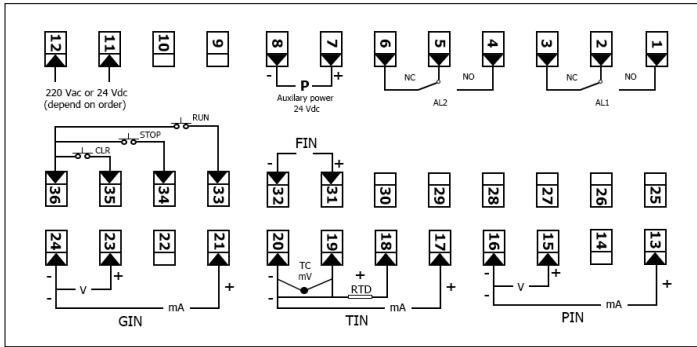 12 11 10 9 8 7 6 5 4 3 2 1
- P + NC NO NC NO
220 Vac or 24 Vdc
(depend on order)
Auxilary power
24 Vdc
AL2 AL1
RUN
STOP
CLR
FIN
- +
36 35 34 33 32 31 30 29 28 27 26 25
24 23 22 21 20 19 18 17 16 15 14 13
- + + - TC + + - + +
mV
V RTD V
- mA - mA - mA
GIN TIN PIN